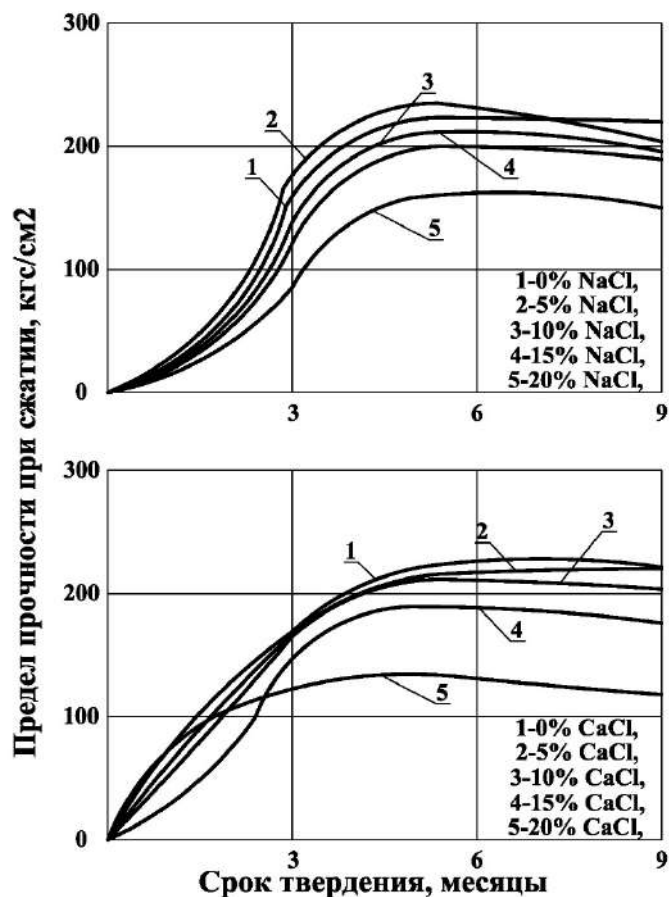 Предел прочности при сжатии, кгс/см2
300
200
100
0
3
6
9
1
2
3
4
5
1-0% NaCl,
2-5% NaCl,
3-10% NaCl,
4-15% NaCl,
5-20% NaCl,
300
200
100
0
3
6
9
1
2
3
4
5
1-0% CaCl,
2-5% CaCl,
3-10% CaCl,
4-15% CaCl,
5-20% CaCl,
Срок твердения, месяцы